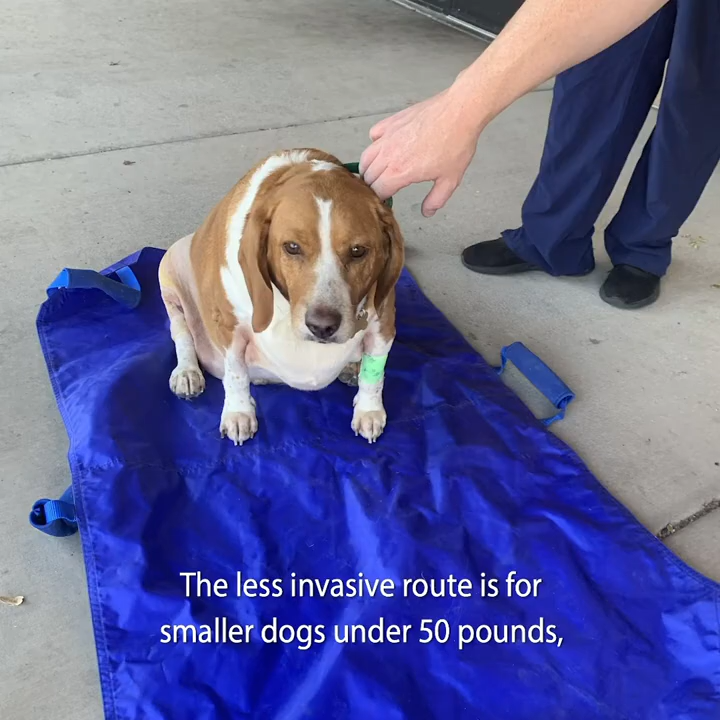 The less invasive route is for
smaller dogs under 50 pounds,